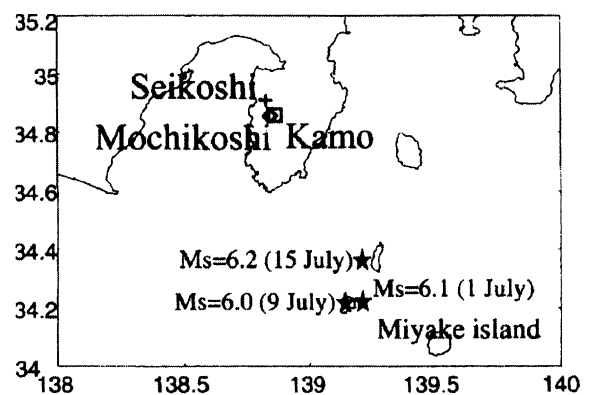 35.2
35
Seikoshi
34.8
Mochikoshi Kamo
34.6
34.4
Ms=6.2 (15 July)
Ms=6.1 (1 July)
34.2
Ms=6.0 (9 July)
Miyake island
34
138 138.5 139 139.5 140